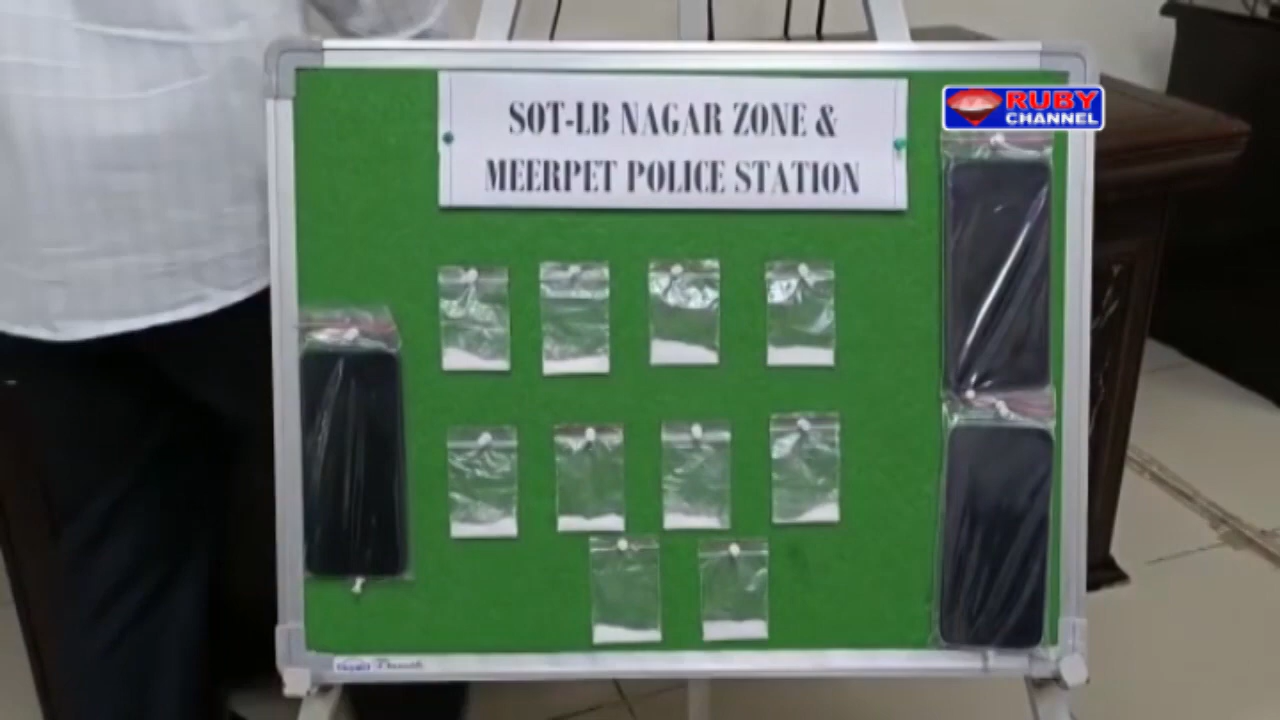 SOT-LB NAGAR ZONE &
MEERPET POLICE STATION
RUBY
CHANNEL